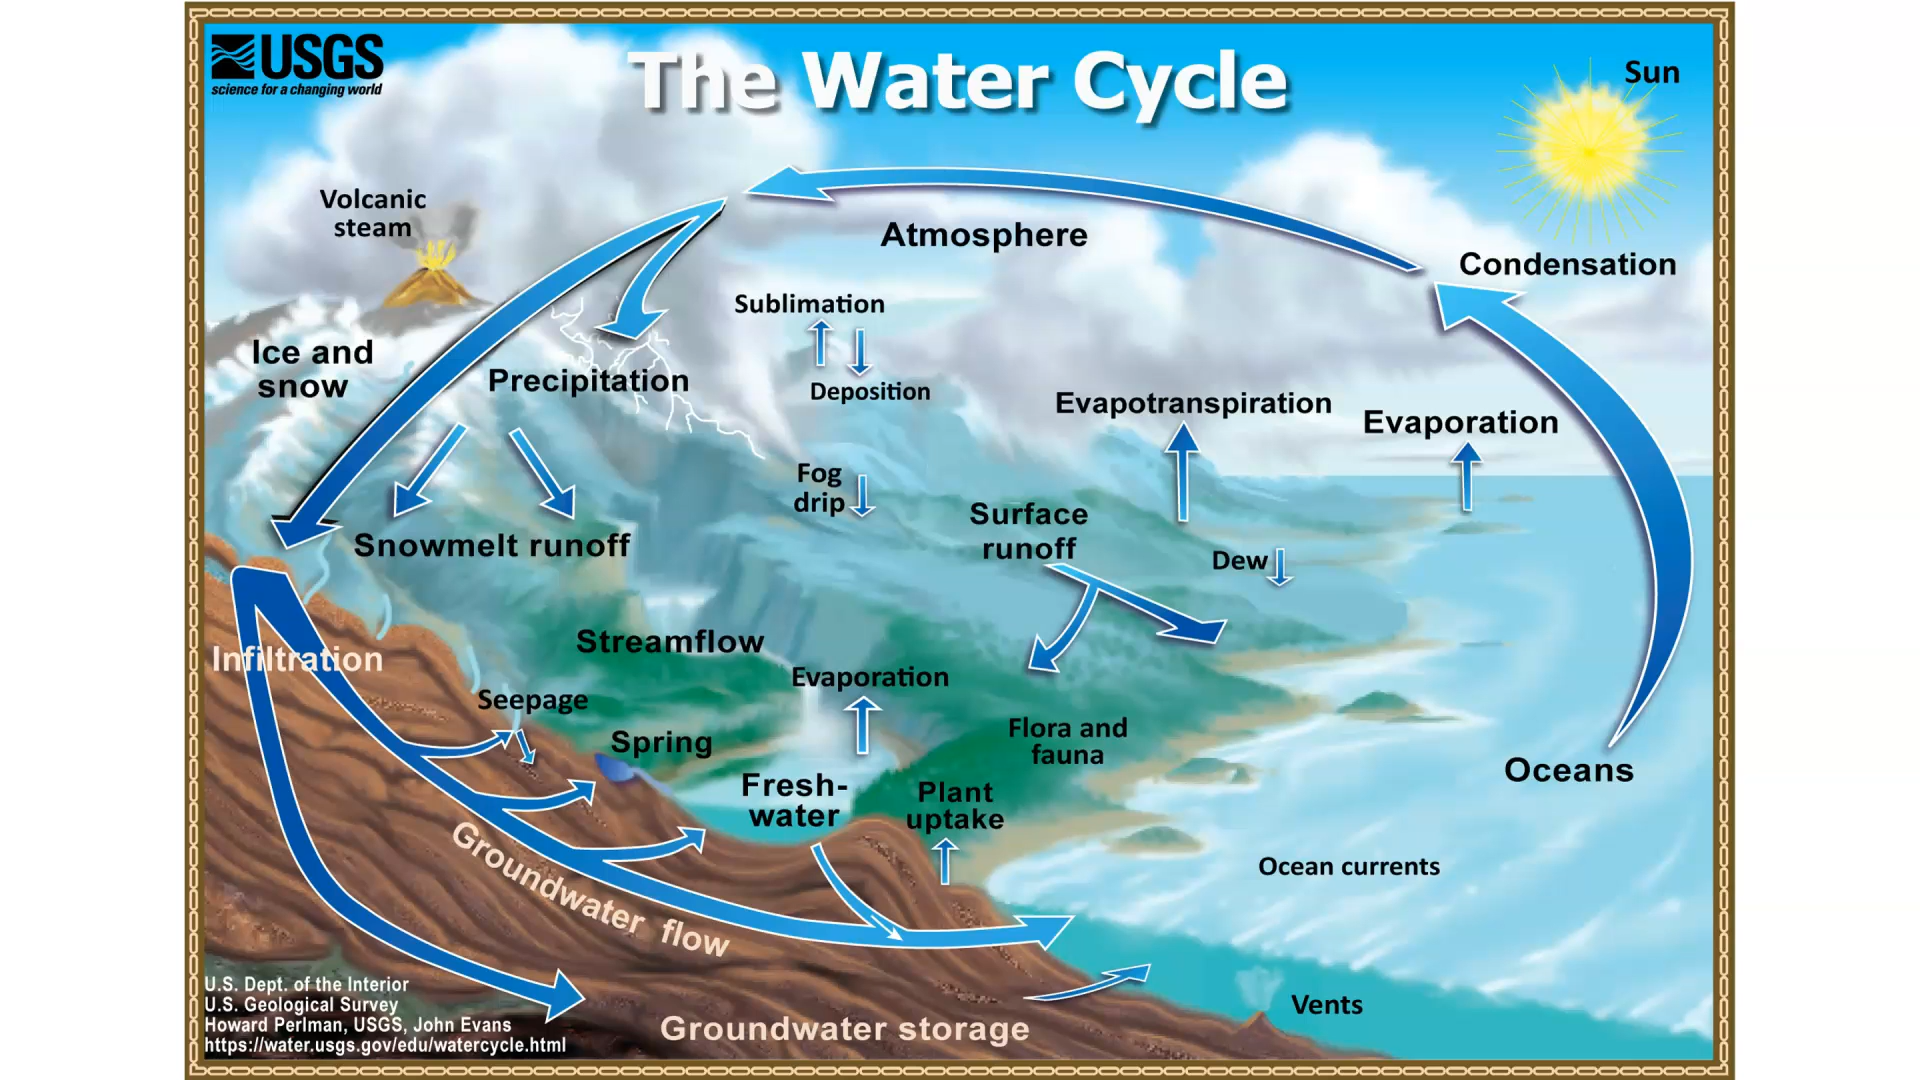 USGS
science for a changing world
The Water Cycle
Sun
Volcanic
steam
Atmosphere
Condensation
Sublimation
Ice and
snow
Precipitation
Deposition
Evapotranspiration
Evaporation
Fog
drip
Surface
runoff
Snowmelt runoff
Dew
Streamflow
Infiltration
Evaporation
Seepage
Spring
Flora and
fauna
Oceans
Fresh-
water
Plant
uptake
Ocean currents
Groundwater flow
Vents
Groundwater storage
U.S. Dept. of the Interior
U.S. Geological Survey
Howard Perlman, USGS, John Evans
https://water.usgs.gov/edu/watercycle.html